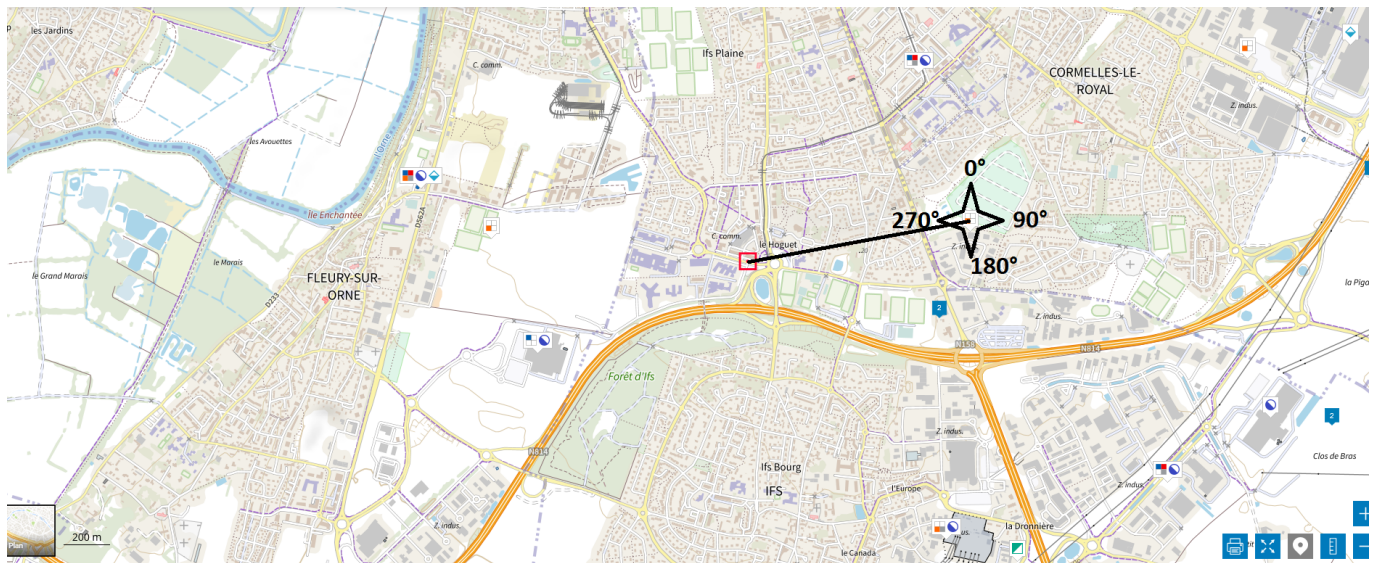 les Jardins
C. comm.
Ifs Plaine
CORMELLES-LE-
ROYAL
Z. indus.
les Avouettes
l'Orne
0°
Île Enchantée
D562A
270°
90°
C. comm.
le Hoguet
180°
le Marais
le Grand Marais
FLEURY-SUR-
ORNE
D233
la Piga
2
Z. indus.
N158
N814
Forêt d'Ifs
2
Z. indus.
N814
Clos de Bras
Ifs Bourg
IFS
l'Europe
Z. indus.
Plan
200 m
Z. indus.
la Dronnière
le Canada